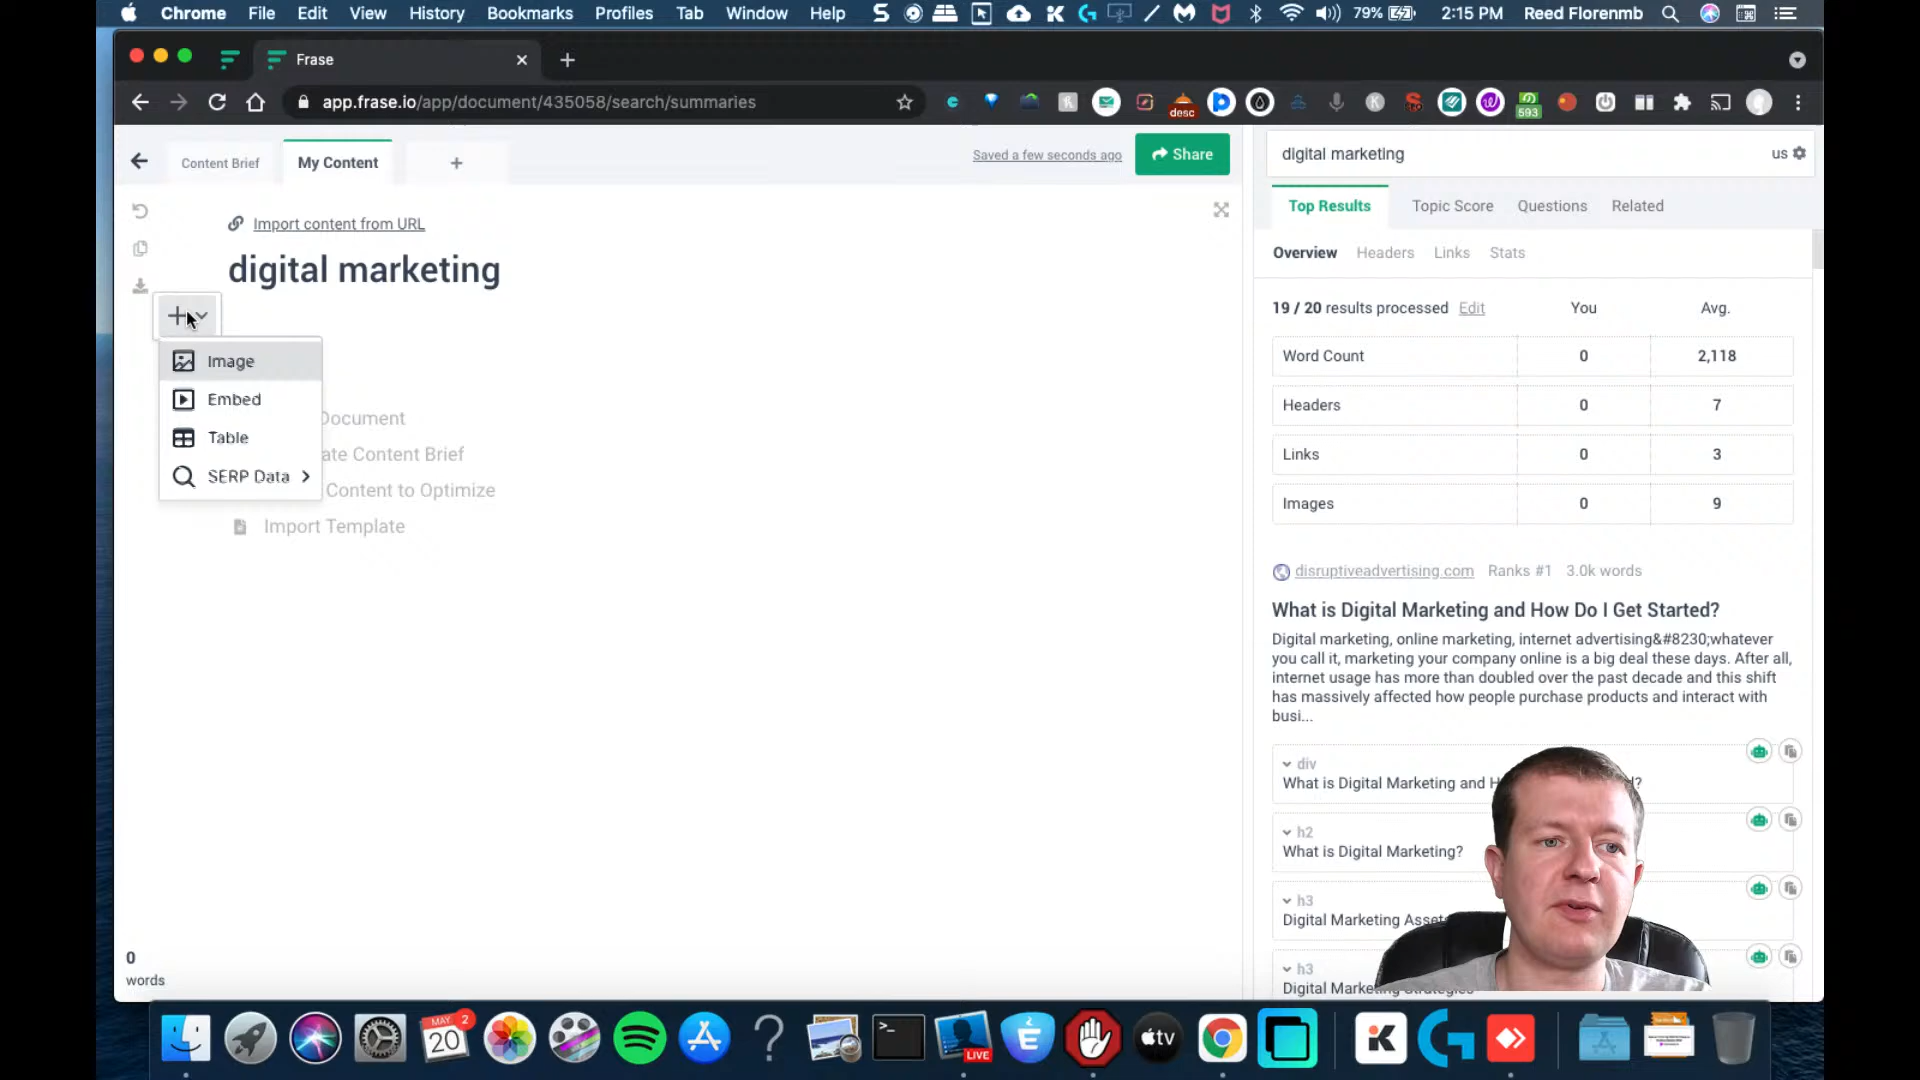 Chrome File Edit View History Bookmarks Profiles Tab Window Help 79% 2:15 PM Reed Florenmb
Frase
app.frase.io/app/document/435058/search/summaries
desc
593
Content Brief
My Content
Saved a few seconds ago
Share
Import content from URL
digital marketing
Image
Embed
Table
SERP Data
Document
ate Content Brief
Content to Optimize
Import Template
0
words
digital marketing
us
Top Results Topic Score Questions Related
Overview Headers Links Stats
19 / 20 results processed Edit You Avg.
Word Count 0 2,118
Headers 0 7
Links 0 3
Images 0 9
disruptiveadvertising.com Ranks #1 3.0k words
What is Digital Marketing and How Do I Get Started?
Digital marketing, online marketing, internet advertising&#8230;whatever
you call it, marketing your company online is a big deal these days. After all,
internet usage has more than doubled over the past decade and this shift
has massively affected how people purchase products and interact with
busi...
div
What is Digital Marketing and H
?
h2
What is Digital Marketing?
h3
Digital Marketing Asse
h3
Digital Marketing Strategies
MAY 2
20
LIVE
tv